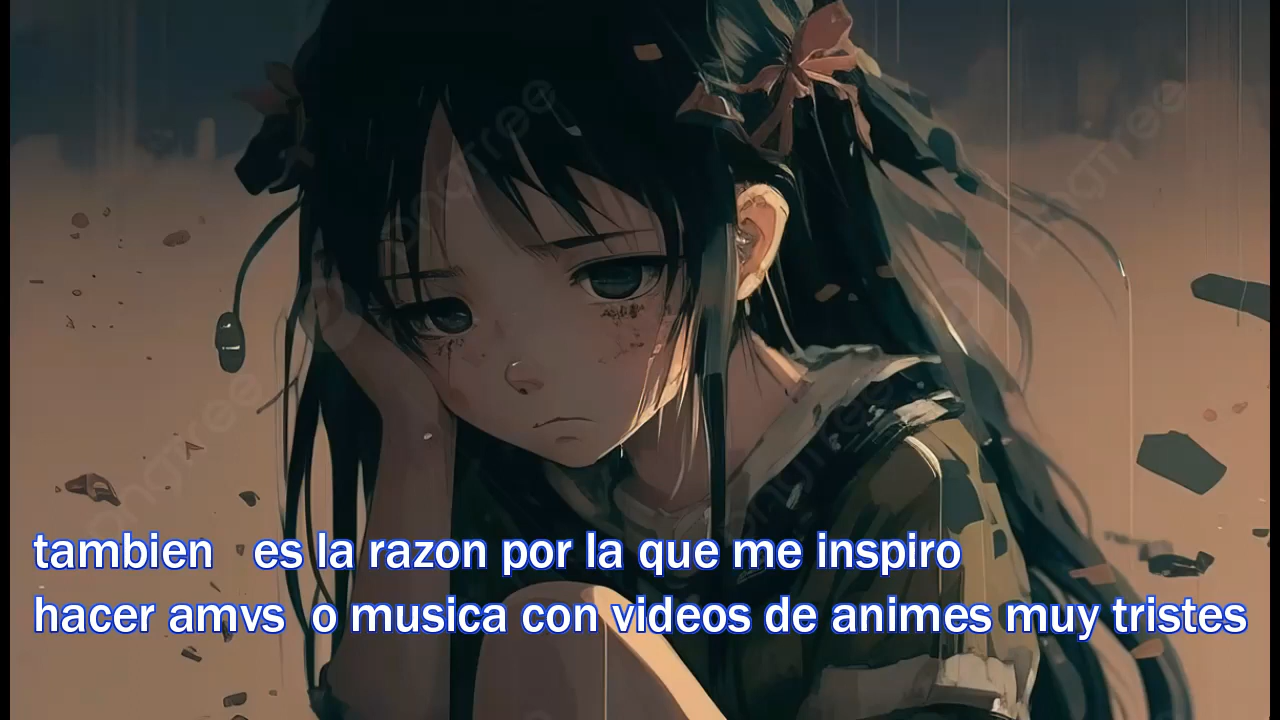 tambien es la razon por la que me inspiro
hacer amvs o musica con videos de animes muy tristes